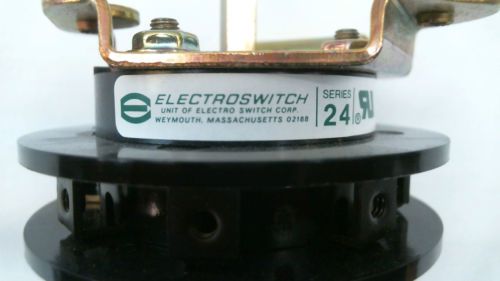 ELECTROSWITCH
UNIT OF ELECTRO SWITCH CORP.
WEYMOUTH, MASSACHUSETTS 02188
SERIES
24
®